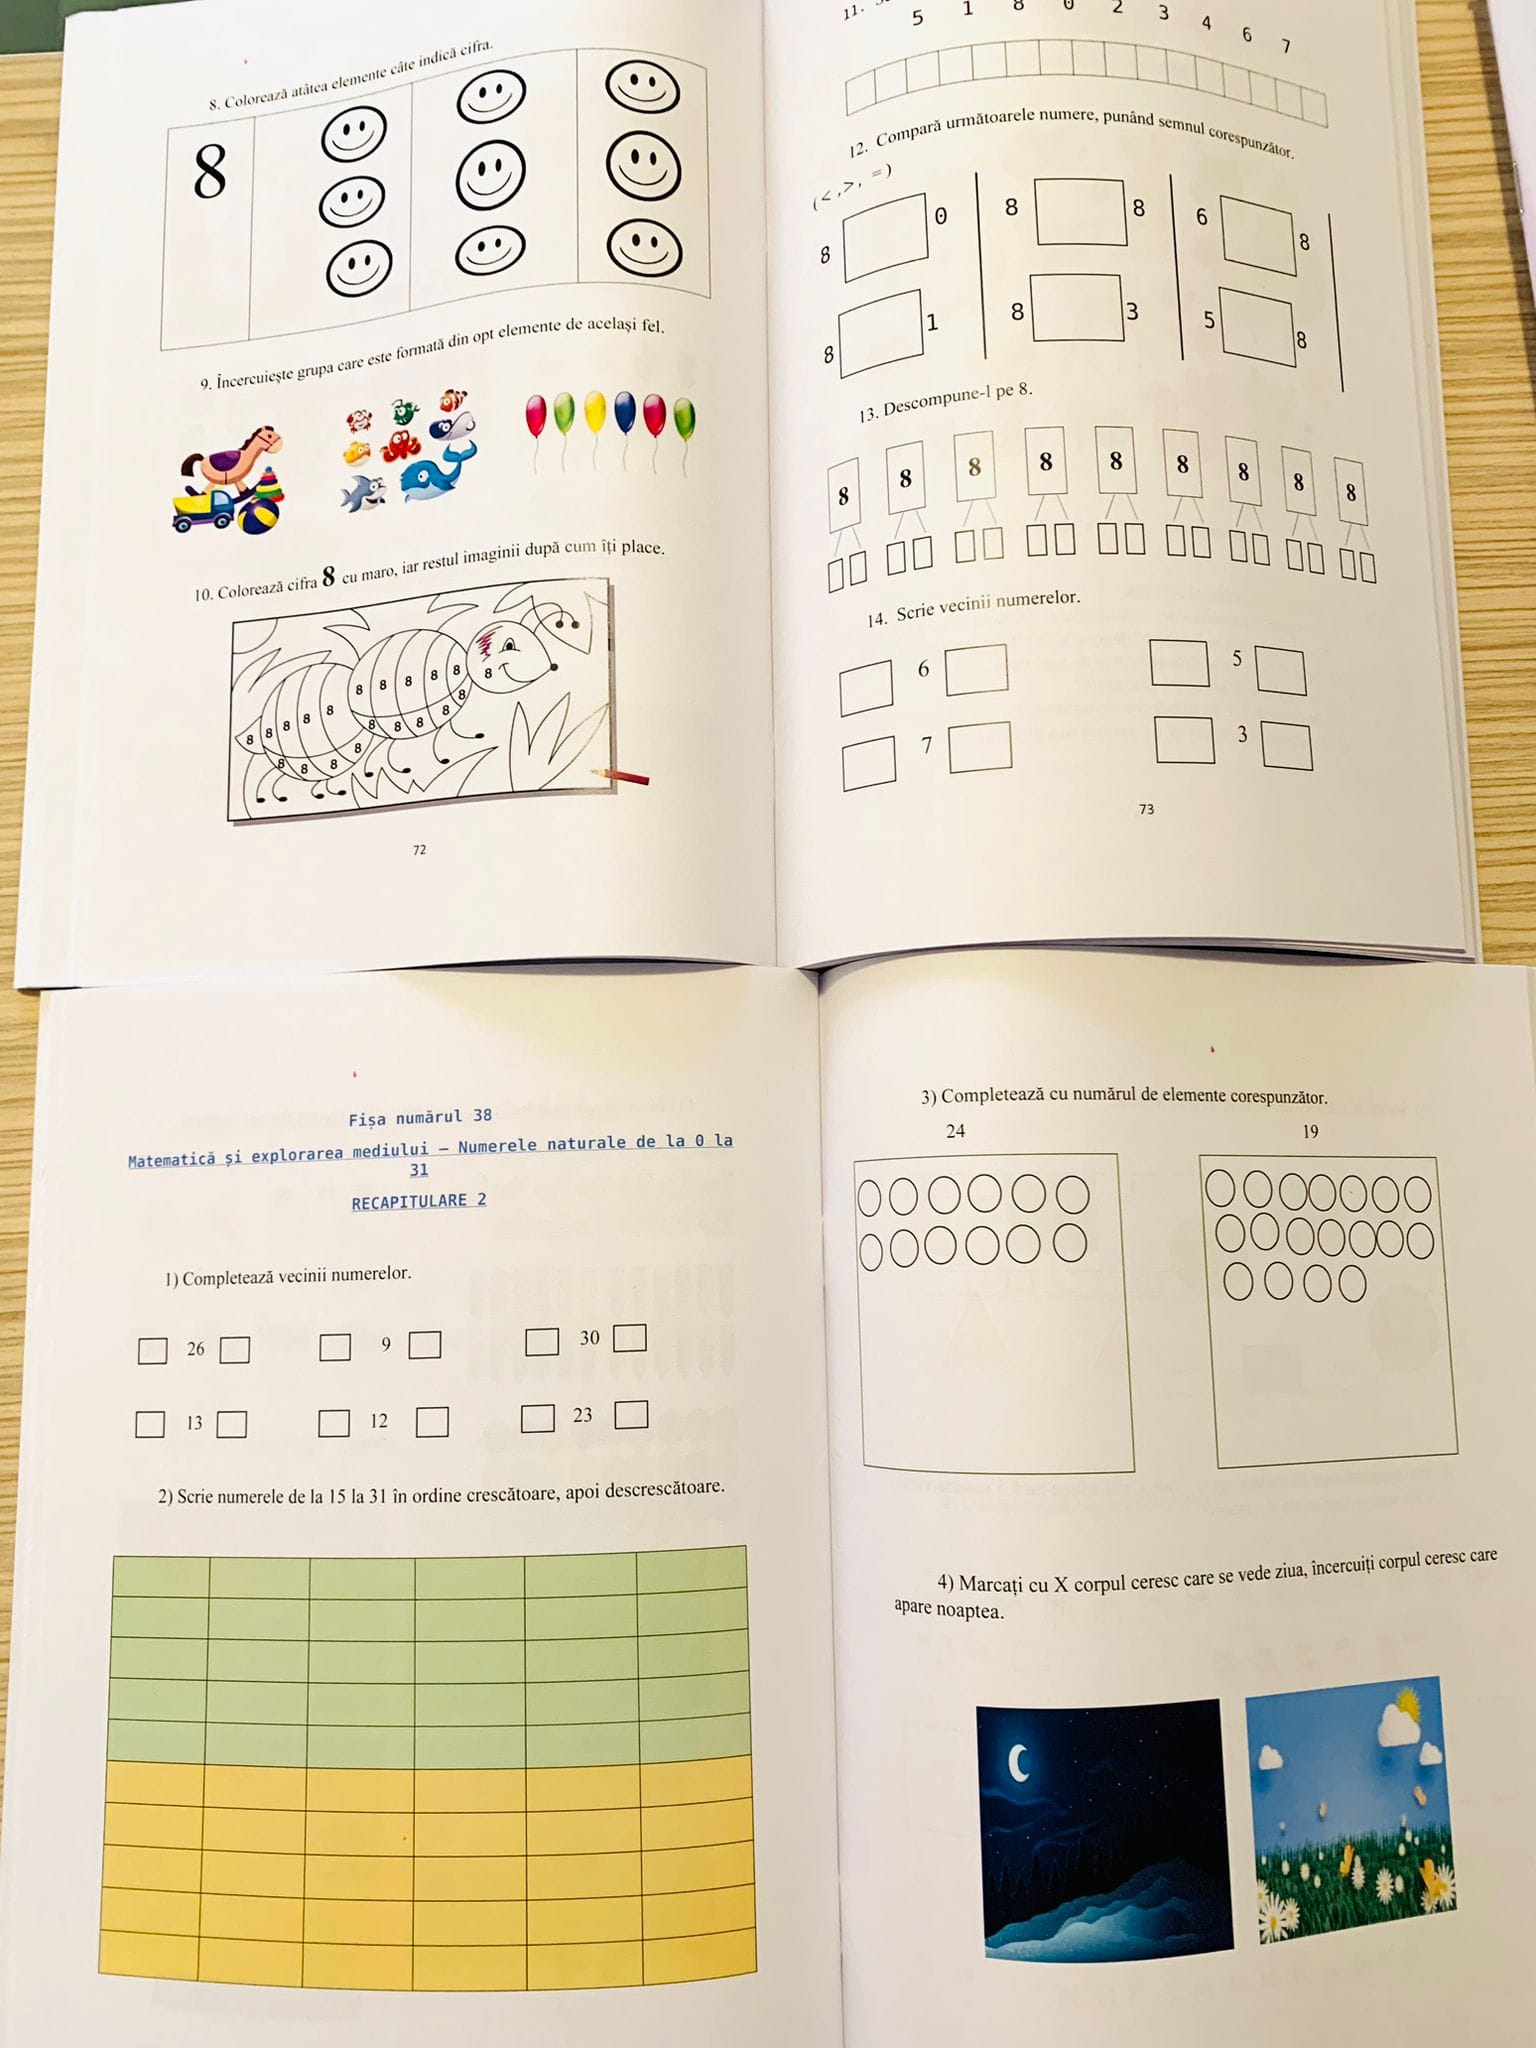 8. Colorează atâtea elemente câte indică cifra.
8
9. Încercuiește grupa care este formată din opt elemente de același fel.
10. Colorează cifra 8 cu maro, iar restul imaginii după cum îți place.
8 8 8 8 8
8 8 8 8 8 8
8 8 8 8 8
8 8 8 8
8
72
11.
5 1 8 0 2 3 4 6 7
12. Compară următoarele numere, punând semnul corespunzător.
(<,>, =)
8 0 8 8 6 8
8 1 8 3 5 8
13. Descompune-l pe 8.
8 8 8 8 8 8 8 8 8
14. Scrie vecinii numerelor.
6 5
7 3
73
Fișa numărul 38
Matematică și explorarea mediului – Numerele naturale de la 0 la
31
RECAPITULARE 2
1) Completează vecinii numerelor.
26 9 30
13 12 23
2) Scrie numerele de la 15 la 31 în ordine crescătoare, apoi descrescătoare.
3) Completează cu numărul de elemente corespunzător.
24 19
4) Marcați cu X corpul ceresc care se vede ziua, încercuiți corpul ceresc care
apare noaptea.